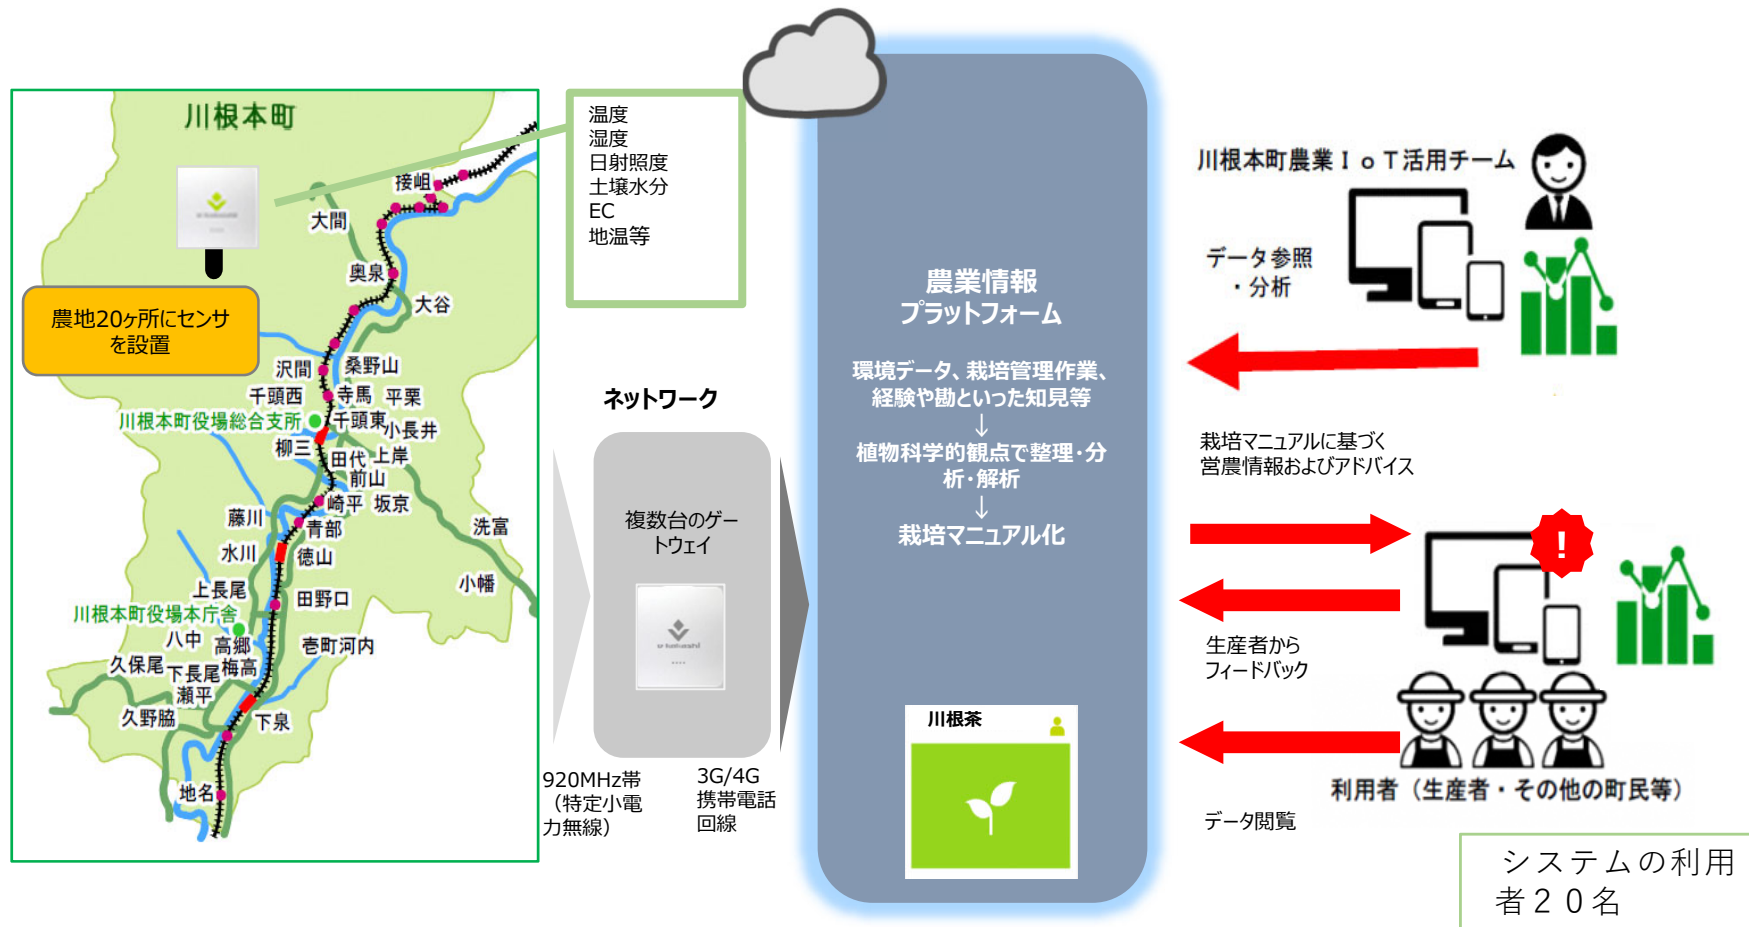 川根本町
接岨
大間
奥泉
大谷
農地20ヶ所にセンサ
を設置
沢間
桑野山
千頭西
寺馬
平栗
川根本町役場総合支所
千頭東
小長井
柳三
田代
上岸
前山
崎平
坂京
藤川
青部
洗富
水川
徳山
小幡
上長尾
田野口
川根本町役場本庁舎
八中
高郷
壱町河内
久保尾
下長尾
梅高
瀬平
久野脇
下泉
地名
温度
湿度
日射照度
土壌水分
EC
地温等
ネットワーク
複数台のゲー
トウェイ
920MHz帯
（特定小電
力無線）
3G/4G
携帯電話
回線
農業情報
プラットフォーム
環境データ、栽培管理作業、
経験や勘といった知見等
↓
植物科学的観点で整理・分
析・解析
↓
栽培マニュアル化
川根茶
川根本町農業ＩｏＴ活用チーム
データ参照
・分析
栽培マニュアルに基づく
営農情報およびアドバイス
!
生産者から
フィードバック
利用者（生産者・その他の町民等）
データ閲覧
システムの利用
者２０名